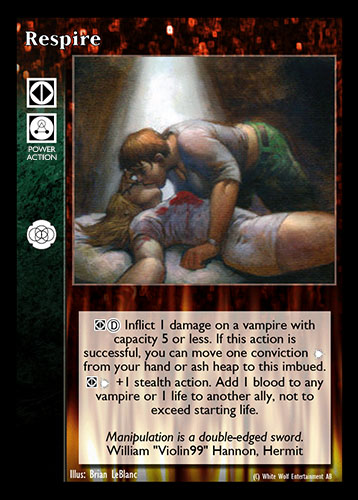 Respire
POWER
ACTION
D Inflict 1 damage on a vampire with
capacity 5 or less. If this action is
successful, you can move one conviction
from your hand or ash heap to this imbued.
+1 stealth action. Add 1 blood to any
vampire or 1 life to another ally, not to
exceed starting life.
Manipulation is a double-edged sword.
William "Violin99" Hannon, Hermit
Illus: Brian LeBlanc
(C) White Wolf Entertainment AB